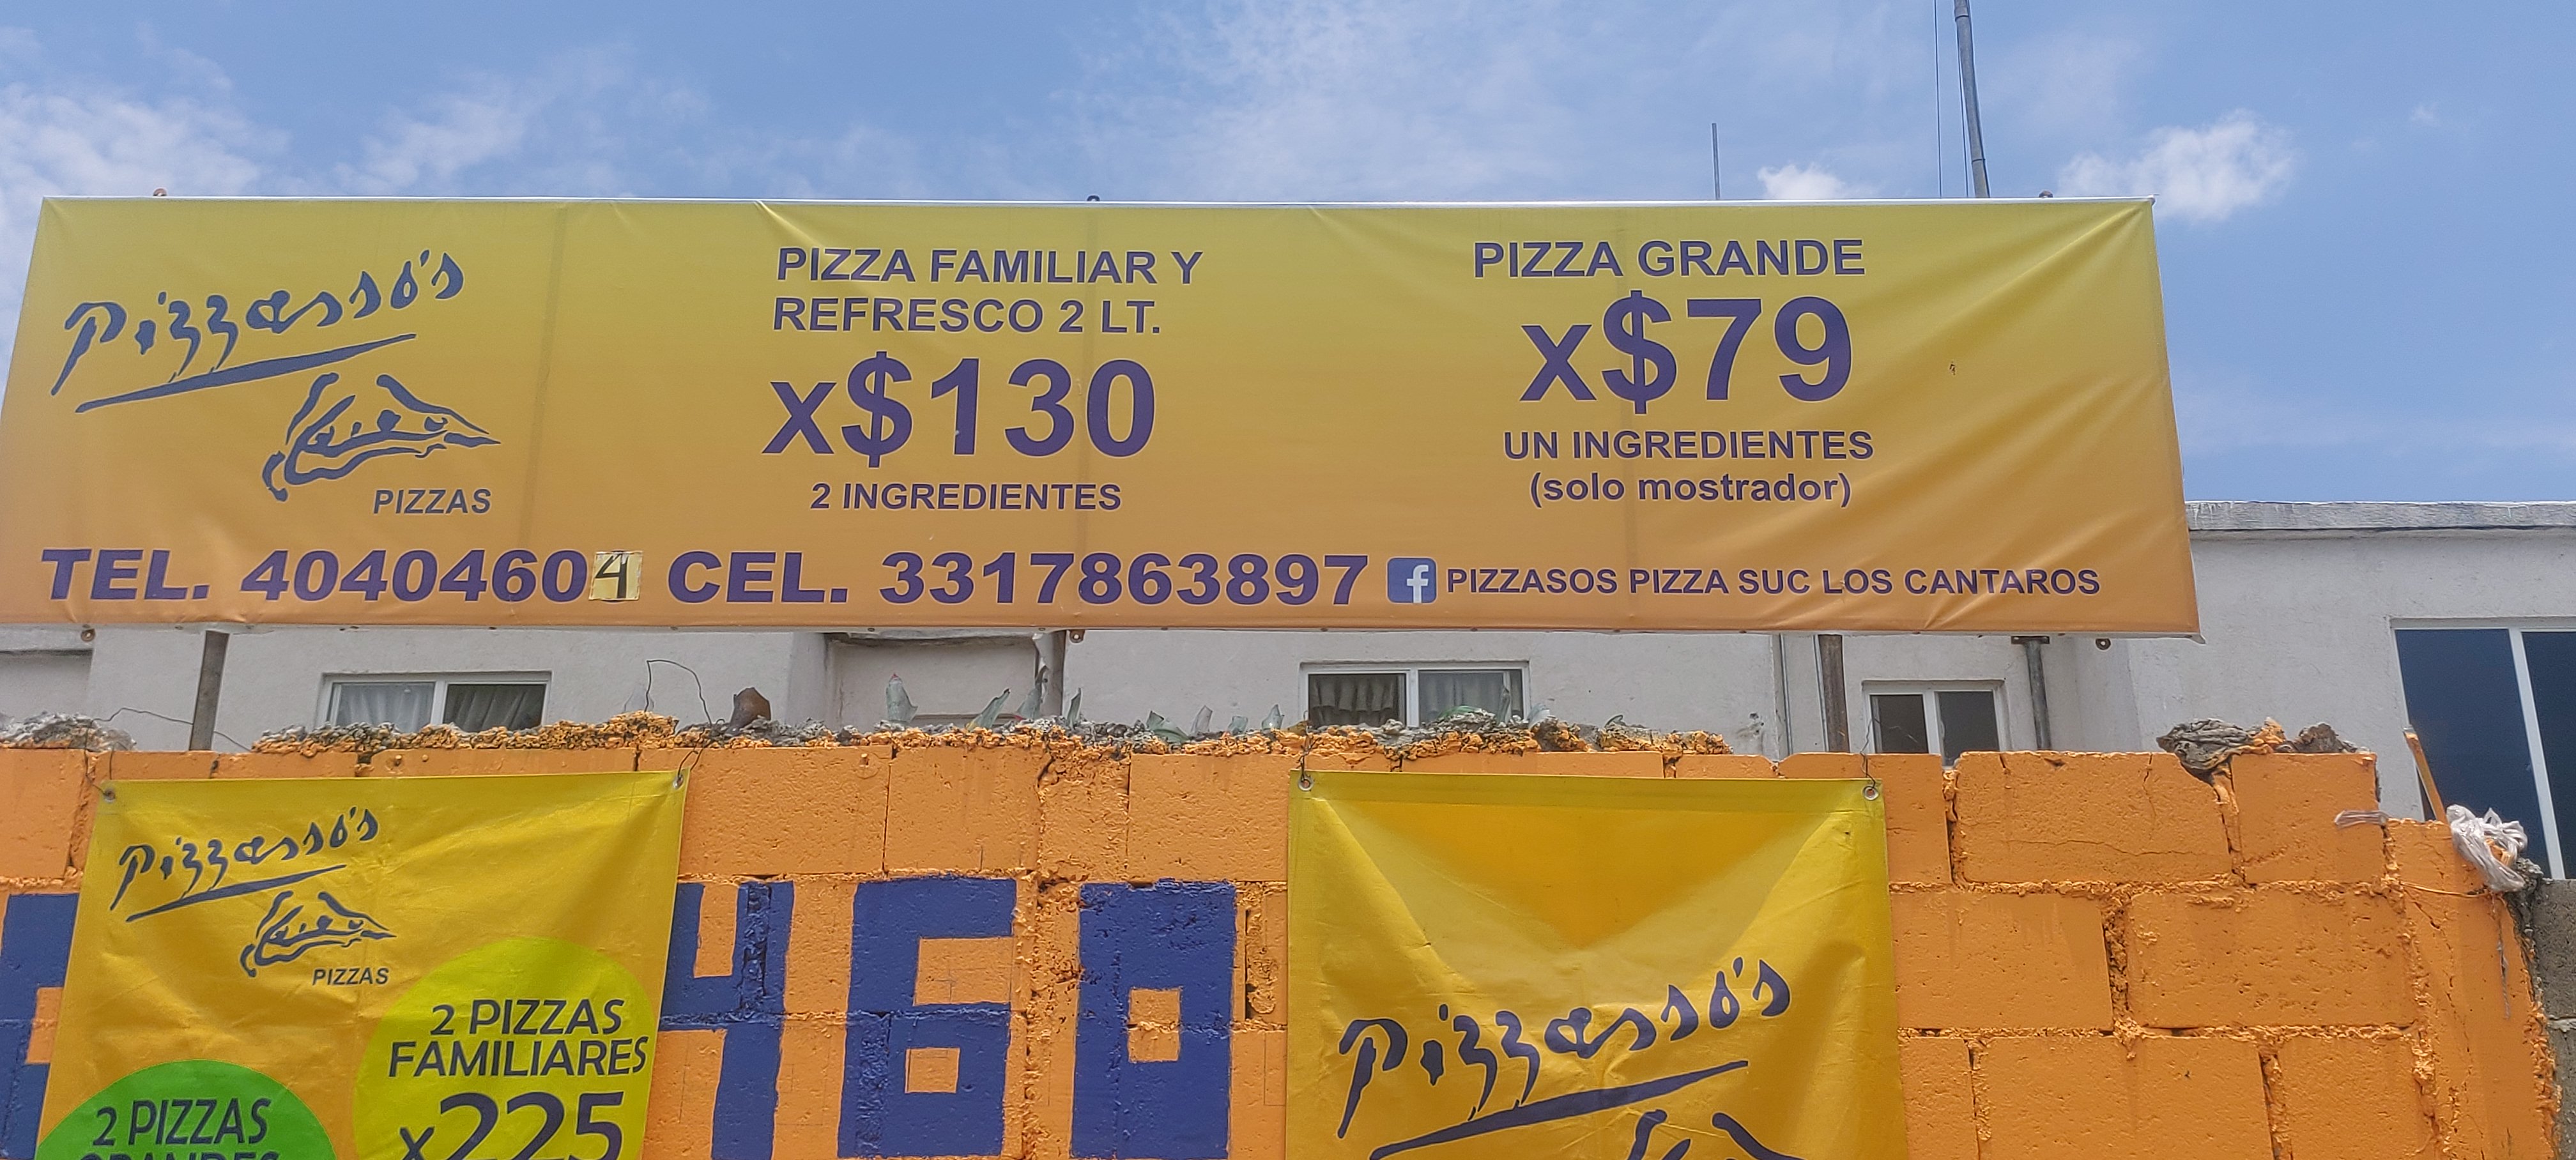 Pizzasso's
PIZZAS
PIZZA FAMILIAR Y
REFRESCO 2 LT.
x$130
2 INGREDIENTES
PIZZA GRANDE
x$79
UN INGREDIENTES
(solo mostrador)
TEL. 40404604 CEL. 3317863897 f PIZZASOS PIZZA SUC LOS CANTAROS
Pizzasso's
PIZZAS
2 PIZZAS
FAMILIARES
x225
2 PIZZAS
GRANDES
460
Pizzasso's